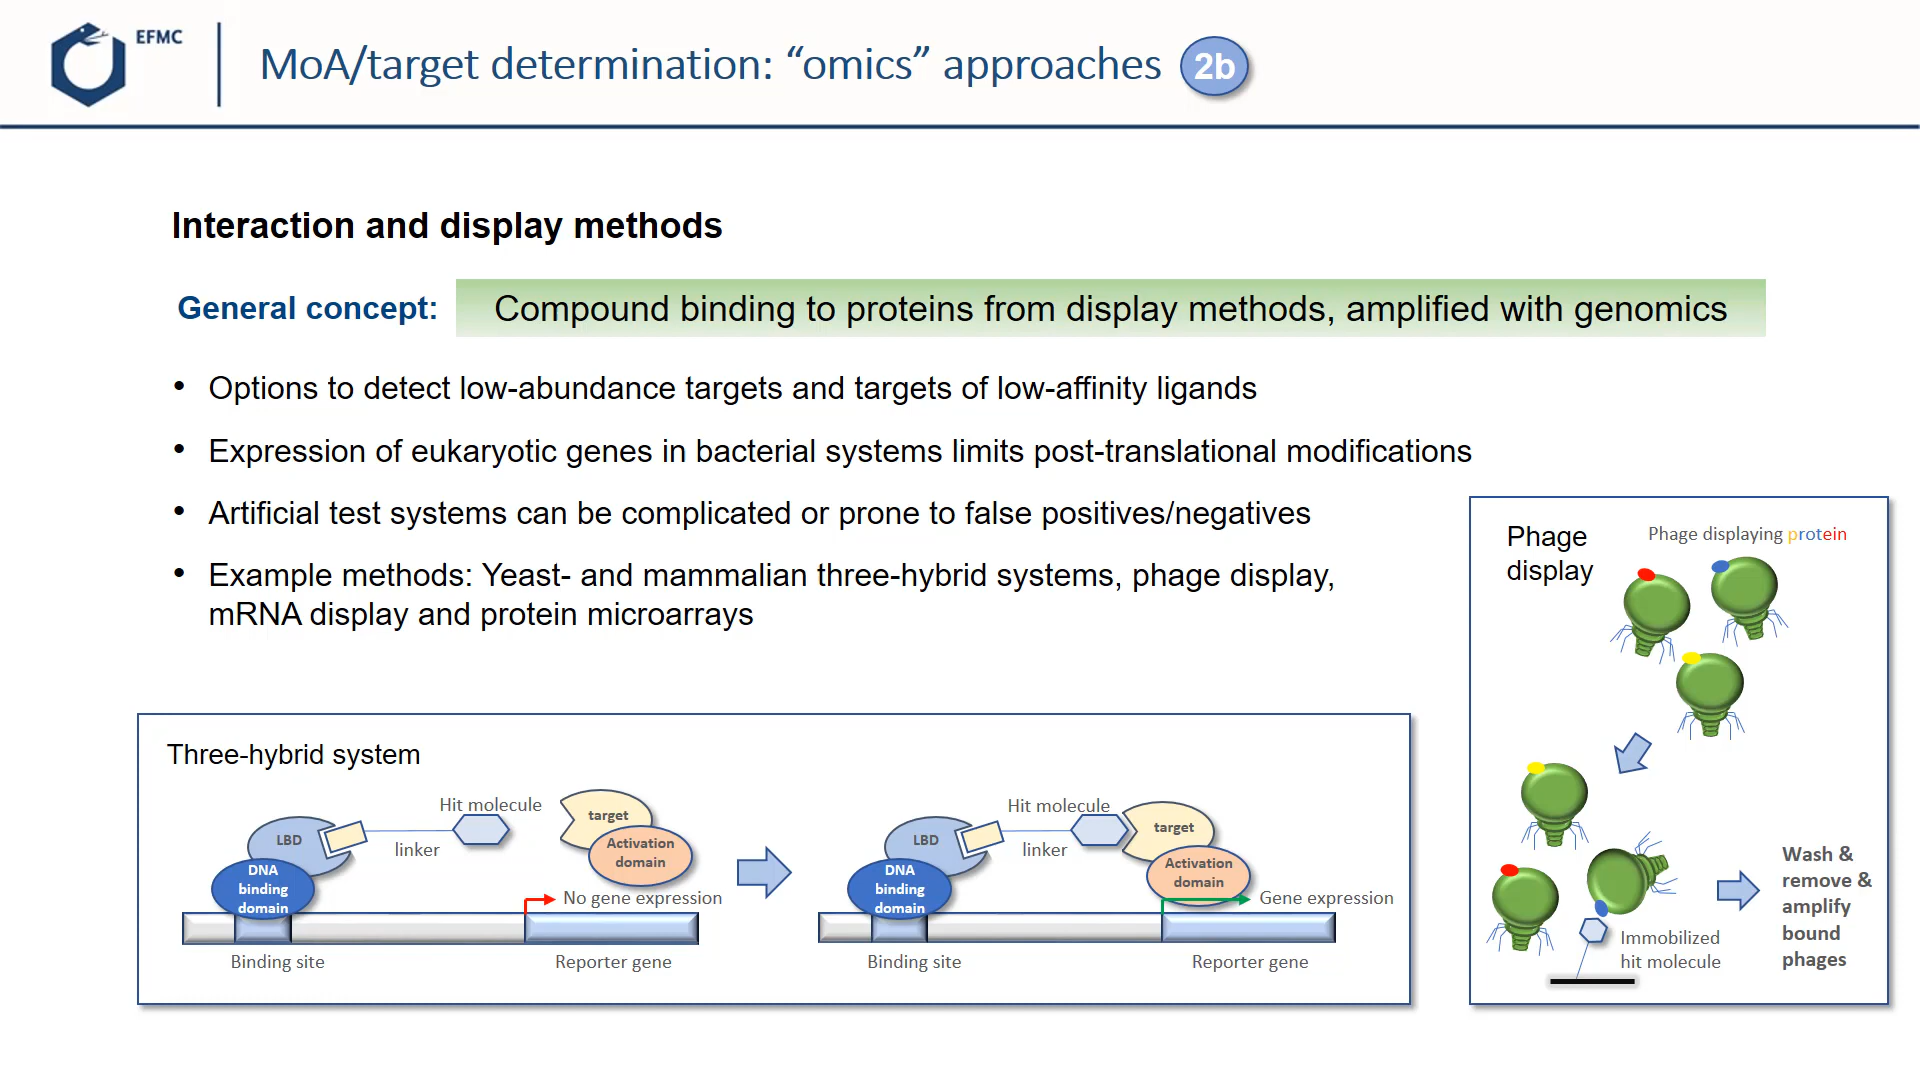 EFMC
MoA/target determination: “omics” approaches 2b
Interaction and display methods
General concept: Compound binding to proteins from display methods, amplified with genomics
• Options to detect low-abundance targets and targets of low-affinity ligands
• Expression of eukaryotic genes in bacterial systems limits post-translational modifications
• Artificial test systems can be complicated or prone to false positives/negatives
• Example methods: Yeast- and mammalian three-hybrid systems, phage display,
mRNA display and protein microarrays
Three-hybrid system
LBD
DNA
binding
domain
linker
Hit molecule
target
Activation
domain
No gene expression
Binding site
Reporter gene
LBD
DNA
binding
domain
linker
Hit molecule
target
Activation
domain
Gene expression
Binding site
Reporter gene
Phage
display
Phage displaying protein
Immobilized
hit molecule
Wash &
remove &
amplify
bound
phages